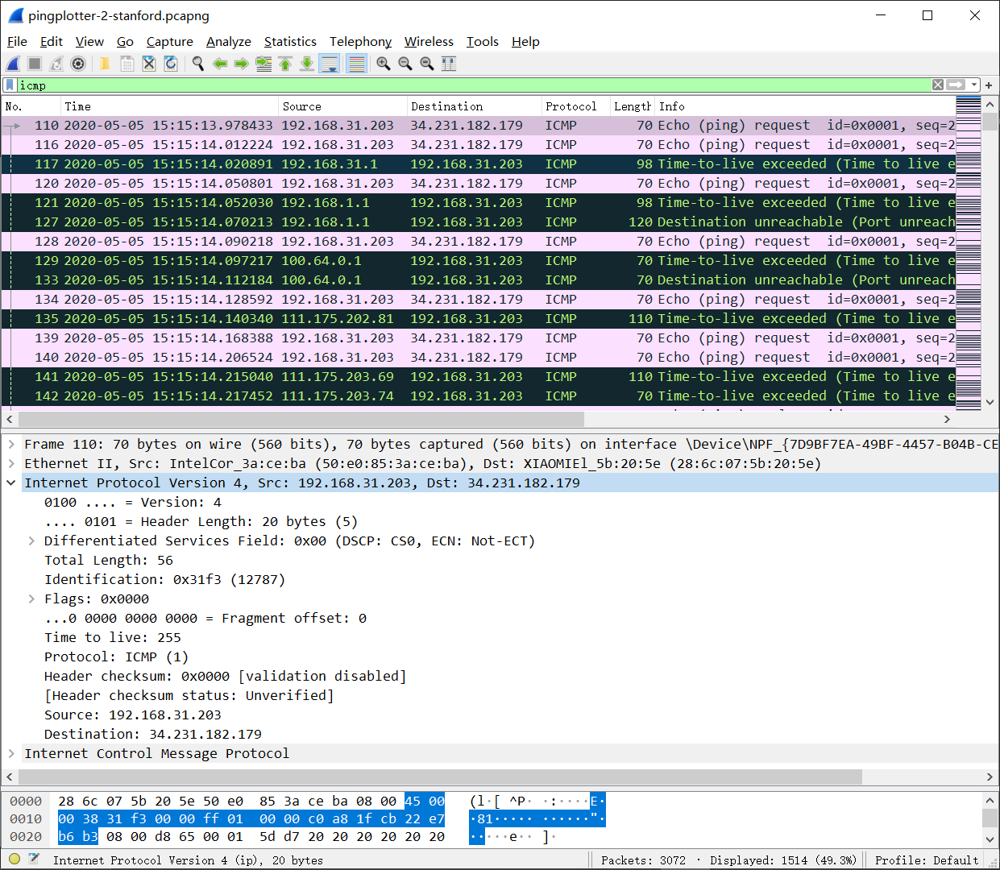 pingplotter-2-stanford.pcapng
File Edit View Go Capture Analyze Statistics Telephony Wireless Tools Help
icmp
No. Time Source Destination Protocol Length Info
110 2020-05-05 15:15:13.978433 192.168.31.203 34.231.182.179 ICMP 70 Echo (ping) request id=0x0001, seq=2
116 2020-05-05 15:15:14.012224 192.168.31.203 34.231.182.179 ICMP 70 Echo (ping) request id=0x0001, seq=2
117 2020-05-05 15:15:14.020891 192.168.31.1 192.168.31.203 ICMP 98 Time-to-live exceeded (Time to live e
120 2020-05-05 15:15:14.050801 192.168.31.203 34.231.182.179 ICMP 70 Echo (ping) request id=0x0001, seq=2
121 2020-05-05 15:15:14.052030 192.168.1.1 192.168.31.203 ICMP 98 Time-to-live exceeded (Time to live e
127 2020-05-05 15:15:14.070213 192.168.1.1 192.168.31.203 ICMP 120 Destination unreachable (Port unreach
128 2020-05-05 15:15:14.090218 192.168.31.203 34.231.182.179 ICMP 70 Echo (ping) request id=0x0001, seq=2
129 2020-05-05 15:15:14.097217 100.64.0.1 192.168.31.203 ICMP 70 Time-to-live exceeded (Time to live e
133 2020-05-05 15:15:14.112184 100.64.0.1 192.168.31.203 ICMP 70 Destination unreachable (Port unreach
134 2020-05-05 15:15:14.128592 192.168.31.203 34.231.182.179 ICMP 70 Echo (ping) request id=0x0001, seq=2
135 2020-05-05 15:15:14.140340 111.175.202.81 192.168.31.203 ICMP 110 Time-to-live exceeded (Time to live e
139 2020-05-05 15:15:14.168388 192.168.31.203 34.231.182.179 ICMP 70 Echo (ping) request id=0x0001, seq=2
140 2020-05-05 15:15:14.206524 192.168.31.203 34.231.182.179 ICMP 70 Echo (ping) request id=0x0001, seq=2
141 2020-05-05 15:15:14.215040 111.175.203.69 192.168.31.203 ICMP 110 Time-to-live exceeded (Time to live e
142 2020-05-05 15:15:14.217452 111.175.203.74 192.168.31.203 ICMP 70 Time-to-live exceeded (Time to live e
Frame 110: 70 bytes on wire (560 bits), 70 bytes captured (560 bits) on interface \Device\NPF_{7D9BF7EA-49BF-4457-B04B-CE
Ethernet II, Src: IntelCor_3a:ce:ba (50:e0:85:3a:ce:ba), Dst: XIAOMIEl_5b:20:5e (28:6c:07:5b:20:5e)
Internet Protocol Version 4, Src: 192.168.31.203, Dst: 34.231.182.179
0100 .... = Version: 4
.... 0101 = Header Length: 20 bytes (5)
Differentiated Services Field: 0x00 (DSCP: CS0, ECN: Not-ECT)
Total Length: 56
Identification: 0x31f3 (12787)
Flags: 0x0000
...0 0000 0000 0000 = Fragment offset: 0
Time to live: 255
Protocol: ICMP (1)
Header checksum: 0x0000 [validation disabled]
[Header checksum status: Unverified]
Source: 192.168.31.203
Destination: 34.231.182.179
Internet Control Message Protocol
0000 28 6c 07 5b 20 5e 50 e0 85 3a ce ba 08 00 45 00 (l·[ ^P· ·:····E·
0010 00 38 31 f3 00 00 ff 01 00 00 c0 a8 1f cb 22 e7 ·81····· ······"·
0020 b6 b3 08 00 d8 65 00 01 5d d7 20 20 20 20 20 20 ·····e·· ]·
Internet Protocol Version 4 (ip), 20 bytes Packets: 3072 · Displayed: 1514 (49.3%) Profile: Default